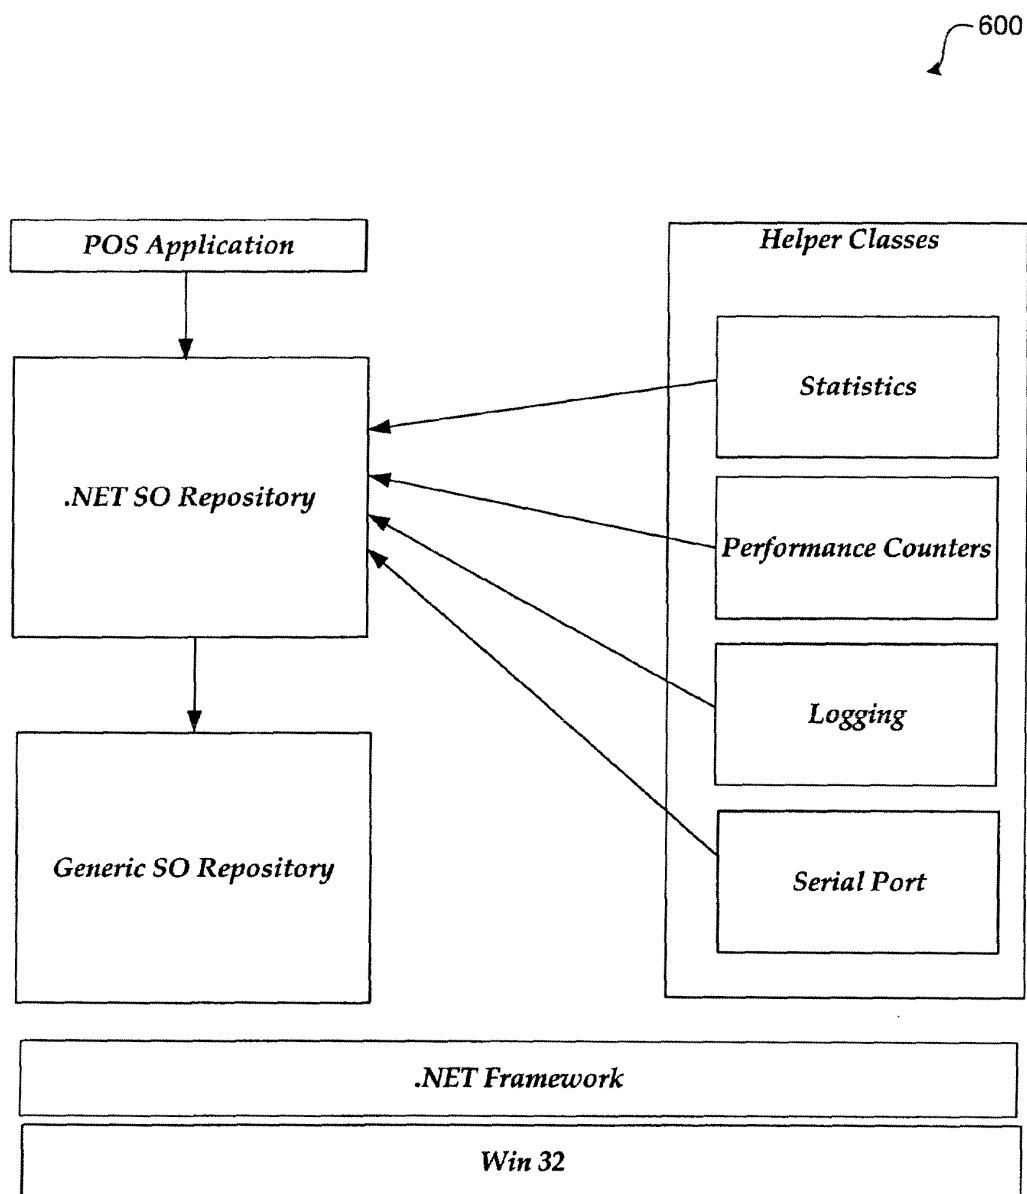 600
POS Application
Helper Classes
Statistics
.NET SO Repository
Performance Counters
Logging
Generic SO Repository
Serial Port
.NET Framework
Win 32